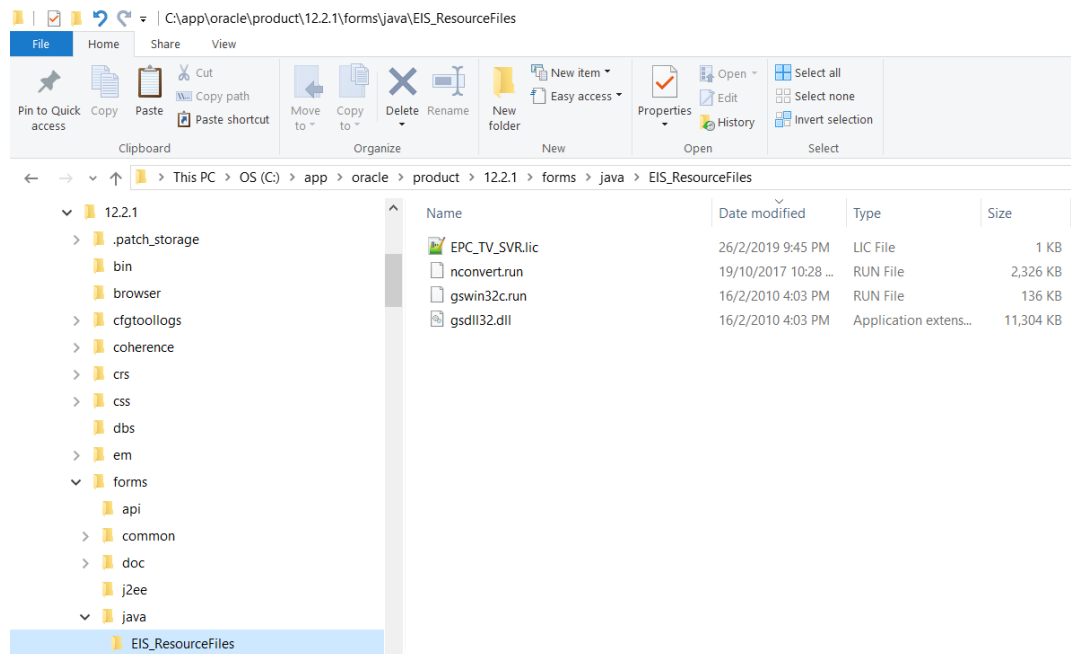 C:\app\oracle\product\12.2.1\forms\java\EIS_ResourceFiles
File Home Share View
Pin to Quick access
Copy
Paste
Cut
Copy path
Paste shortcut
Clipboard
Move to
Copy to
Delete
Rename
Organize
New folder
New item
Easy access
New
Properties
Open
Edit
History
Open
Select all
Select none
Invert selection
Select
This PC > OS (C:) > app > oracle > product > 12.2.1 > forms > java > EIS_ResourceFiles
12.2.1
.patch_storage
bin
browser
cfgtoollogs
coherence
crs
css
dbs
em
forms
api
common
doc
j2ee
java
EIS_ResourceFiles
Name Date modified Type Size
EPC_TV_SVR.lic 26/2/2019 9:45 PM LIC File 1 KB
nconvert.run 19/10/2017 10:28 ... RUN File 2,326 KB
gswin32c.run 16/2/2010 4:03 PM RUN File 136 KB
gsdll32.dll 16/2/2010 4:03 PM Application extens... 11,304 KB